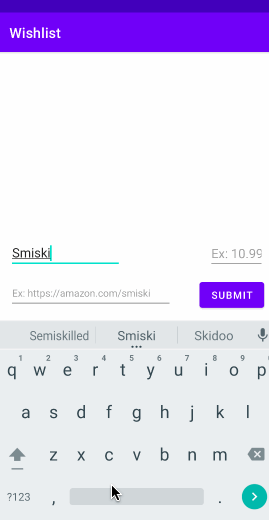 Wishlist
Smiski
Ex: 10.99
Ex: https://amazon.com/smiski
SUBMIT
Semiskilled Smiski Skidoo
1 2 3 4 5 6 7 8 9 0
q w e r t y u i o p
a s d f g h j k l
z x c v b n m
?123 , .